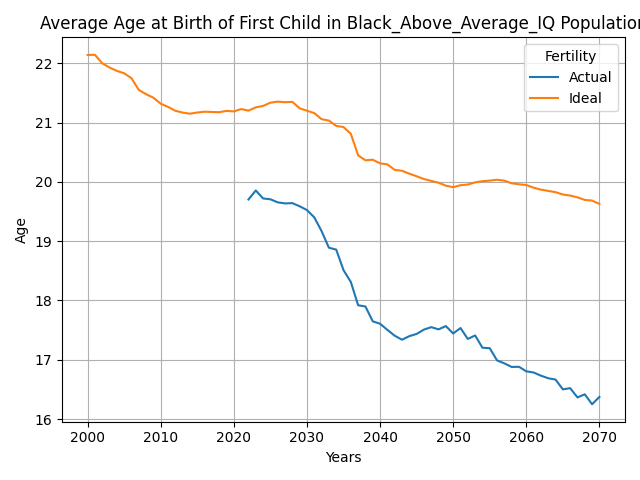 Average Age at Birth of First Child in Black_Above_Average_IQ Population
Fertility
Actual
Ideal
22
21
20
19
18
17
16
Age
2000 2010 2020 2030 2040 2050 2060 2070
Years